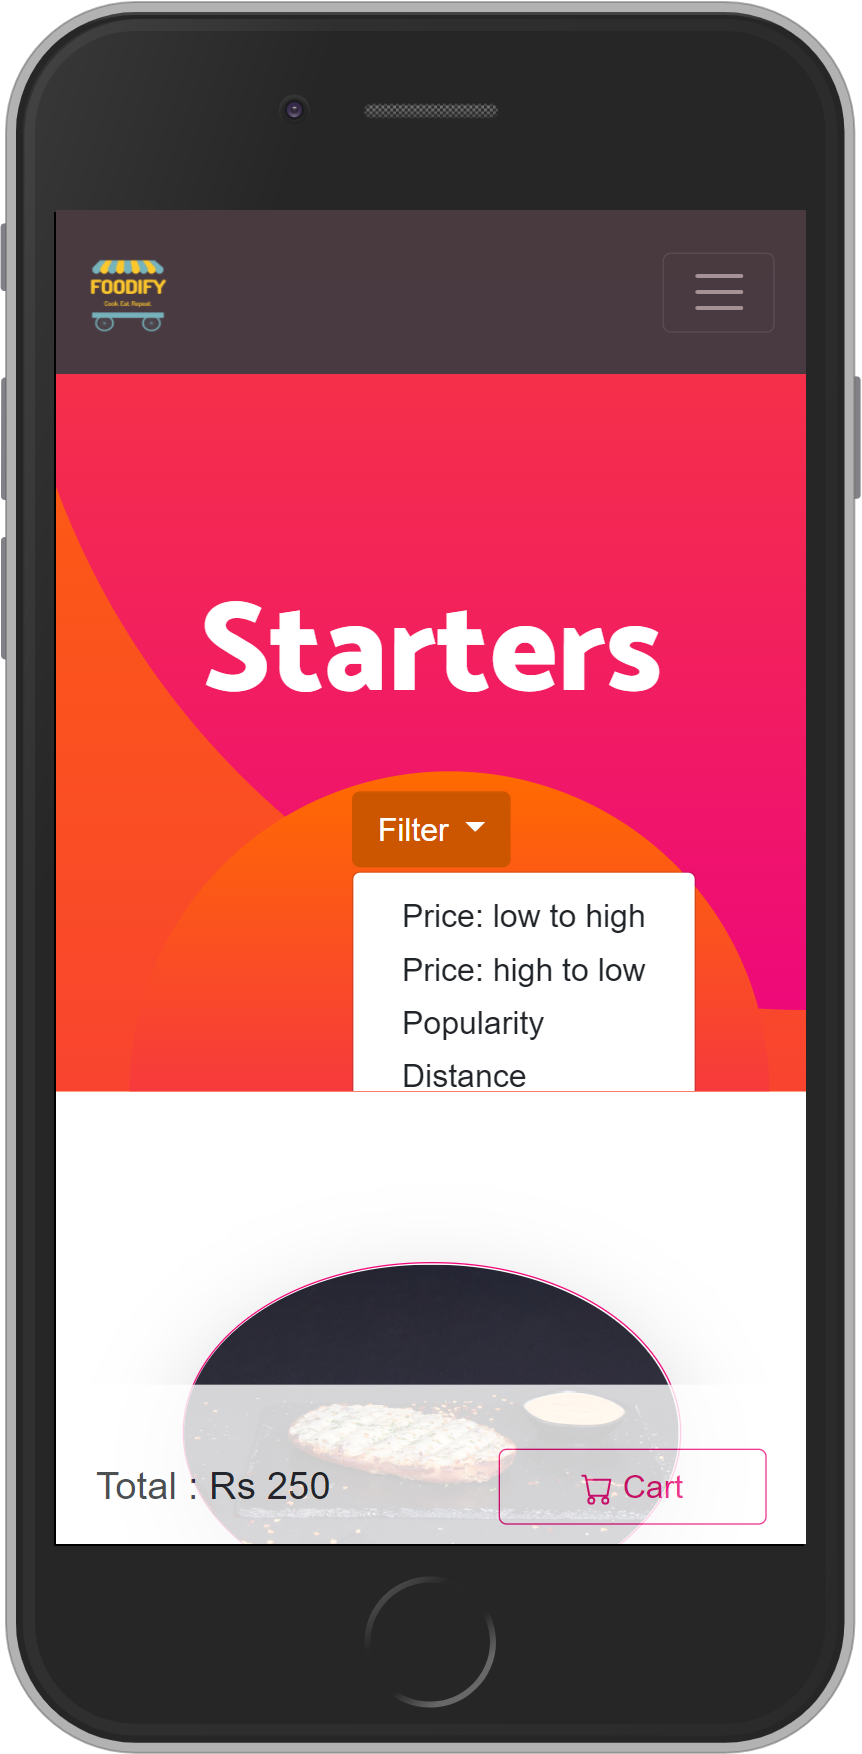 FOODIFY
Cook. Eat. Repeat.
Starters
Filter
Price: low to high
Price: high to low
Popularity
Distance
Total : Rs 250
Cart